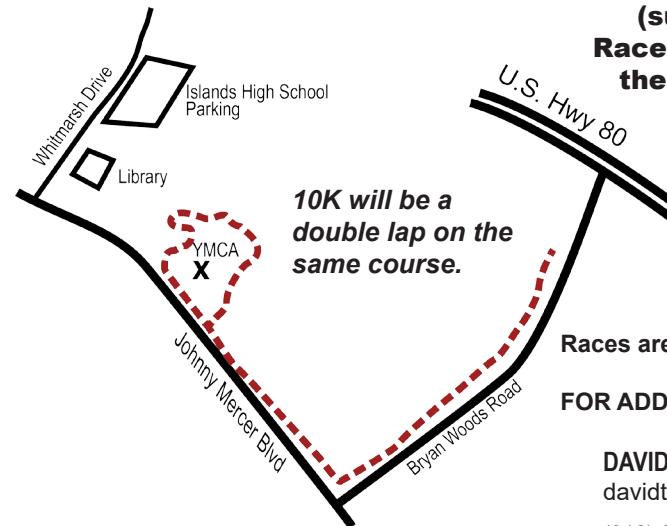 (su
Race
the
U.S. Hwy 80
Whitmarsh Drive
Islands High School
Parking
Library
10K will be a
double lap on the
same course.
YMCA
X
Johnny Mercer Blvd
Bryan Woods Road
Races are
FOR ADD
DAVID
davidt